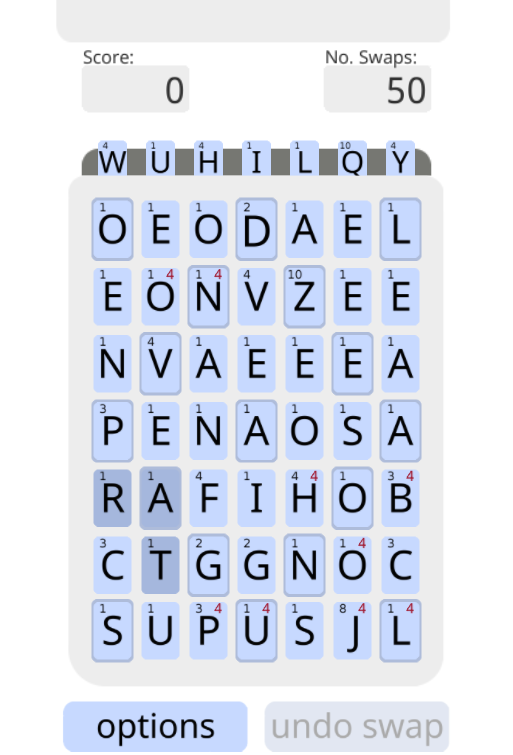 Score: No. Swaps:
0 50
4 1 4 1 1 10 4
W U H I L Q Y
1 1 1 2 1 1 1
O E O D A E L
1 1 4 1 4 4 10 1 1
E O N V Z E E
1 4 1 1 1 1 1
N V A E E E A
3 1 1 1 1 1 1
P E N A O S A
1 1 4 1 4 4 1 3 4
R A F I H O B
3 1 2 2 1 1 4 3
C T G G N O C
1 1 3 4 1 4 1 8 4 1 4
S U P U S J L
options undo swap